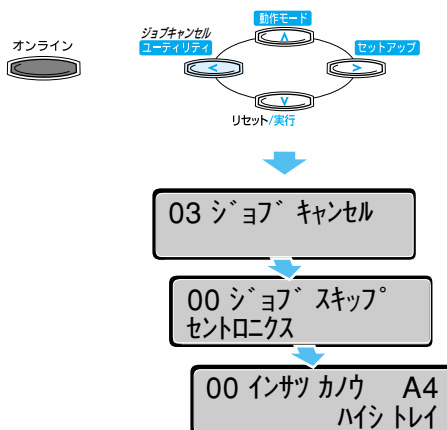 動作モード
ジョブキャンセル
オンライン
ユーティリティ
セットアップ
リセット/実行
03 ジョブ キャンセル
00 ジョブ スキップ
セントロニクス
00 インサツ カノウ A4
ハイシ トレイ